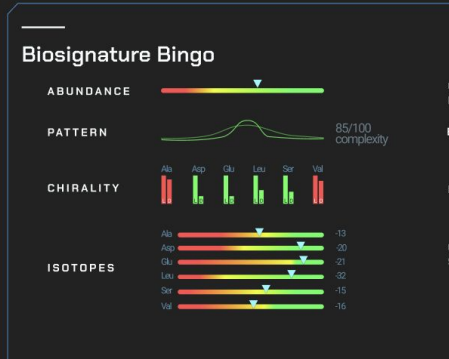 Biosignature Bingo
ABUNDANCE
PATTERN
85/100
complexity
Ala Asp Glu Leu Ser Val
CHIRALITY
L D L D L D L D L D L D
Ala -13
Asp -20
Glu -21
ISOTOPES
Leu -32
Ser -15
Val -16